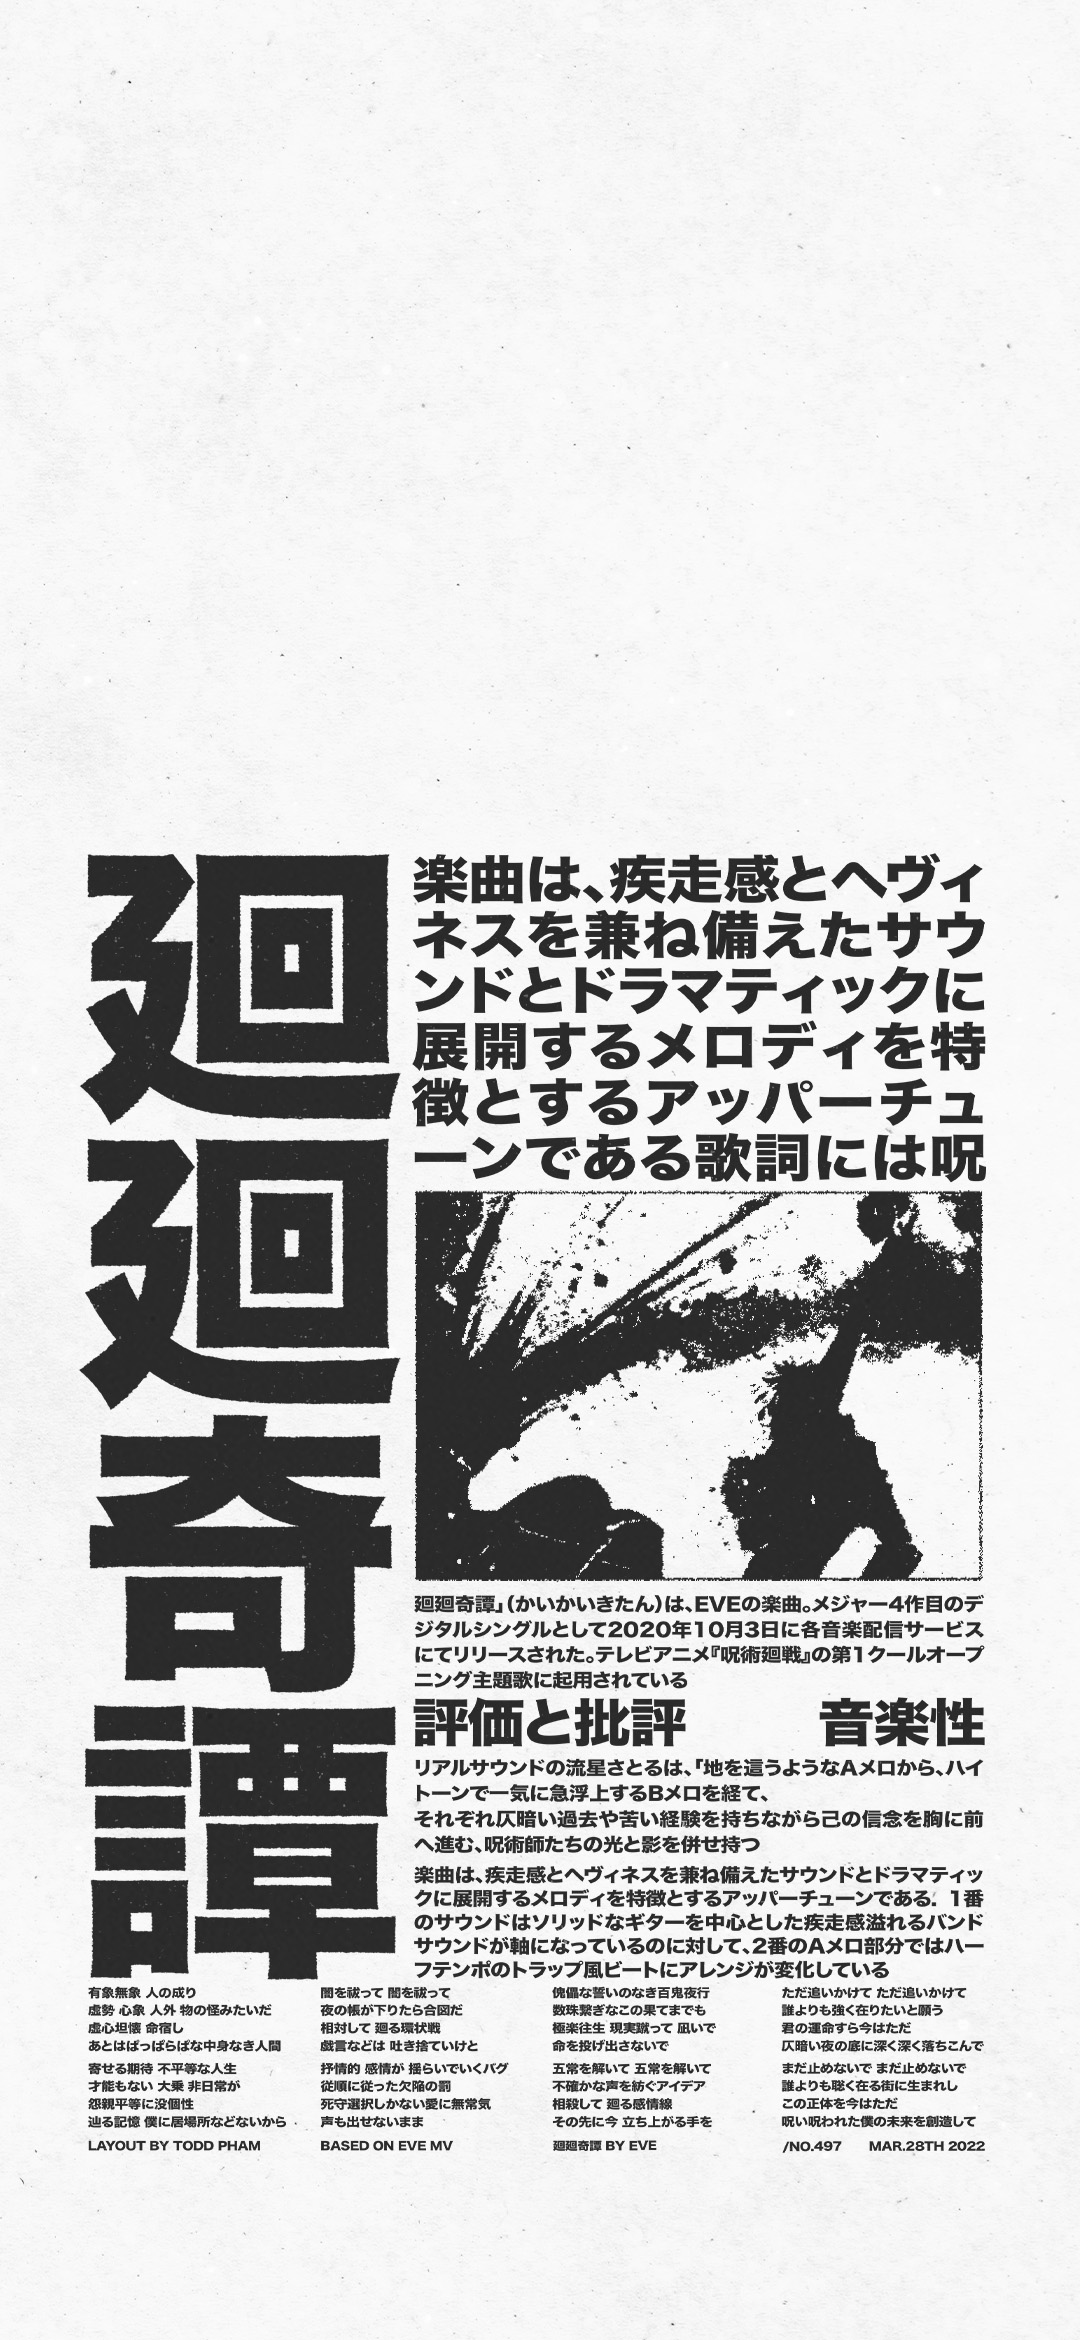 廻廻奇譚
楽曲は、疾走感とヘヴィ
ネスを兼ね備えたサウ
ンドとドラマティックに
展開するメロディを特
徴とするアッパーチュ
ーンである歌詞には呪
廻廻奇譚」（かいかいきたん）は、EVEの楽曲。メジャー4作目のデ
ジタルシングルとして2020年10月3日に各音楽配信サービス
にてリリースされた。テレビアニメ『呪術廻戦』の第1クールオープ
ニング主題歌に起用されている
評価と批評 音楽性
リアルサウンドの流星さとるは、「地を這うようなAメロから、ハイ
トーンで一気に急浮上するBメロを経て、
それぞれ仄暗い過去や苦い経験を持ちながら己の信念を胸に前
へ進む、呪術師たちの光と影を併せ持つ
楽曲は、疾走感とヘヴィネスを兼ね備えたサウンドとドラマティッ
クに展開するメロディを特徴とするアッパーチューンである．1番
のサウンドはソリッドなギターを中心とした疾走感溢れるバンド
サウンドが軸になっているのに対して、2番のAメロ部分ではハー
フテンポのトラップ風ビートにアレンジが変化している
有象無象 人の成り
虚勢 心象 人外 物の怪みたいだ
虚心坦懐 命宿し
あとはぱっぱらぱな中身なき人間
寄せる期待 不平等な人生
才能もない 大乗 非日常が
怨親平等に没個性
辿る記憶 僕に居場所などないから
闇を祓って 闇を祓って
夜の帳が下りたら合図だ
相対して 廻る環状戦
戯言などは 吐き捨ていけと
抒情的 感情が 揺らいでいくバグ
従順に従った欠陥の罰
死守選択しかない愛に無常気
声も出せないまま
傀儡な誓いのなき百鬼夜行
数珠繋ぎなこの果てまでも
極楽往生 現実蹴って 凪いで
命を投げ出さないで
五常を解いて 五常を解いて
不確かな声を紡ぐアイデア
相殺して 廻る感情線
その先に今 立ち上がる手を
ただ追いかけて ただ追いかけて
誰よりも強く在りたいと願う
君の運命すら今はただ
仄暗い夜の底に深く深く落ちこんで
まだ止めないで まだ止めないで
誰よりも聡く在る街に生まれし
この正体を今はただ
呪い呪われた僕の未来を創造して
LAYOUT BY TODD PHAM BASED ON EVE MV 廻廻奇譚 BY EVE /NO.497 MAR.28TH 2022